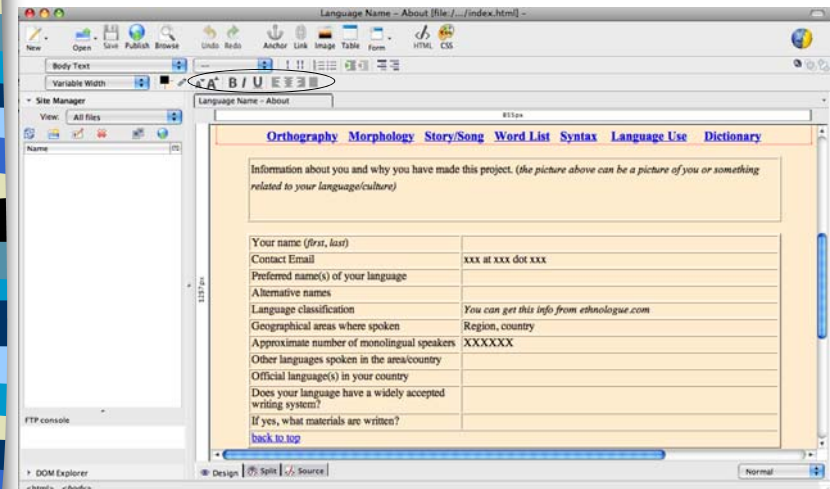 Language Name – About [file:/.../index.html] –
New Open Save Publish Browse Undo Redo Anchor Link Image Table Form HTML CSS
Body Text
Variable Width A A B I U
Site Manager
Language Name - About
View: All files
855px
Name
1257px
Orthography Morphology Story/Song Word List Syntax Language Use Dictionary
Information about you and why you have made this project. (the picture above can be a picture of you or something
related to your language/culture)
Your name (first, last)
Contact Email xxx at xxx dot xxx
Preferred name(s) of your language
Alternative names
Language classification You can get this info from ethnologue.com
Geographical areas where spoken Region, country
Approximate number of monolingual speakers XXXXXX
Other languages spoken in the area/country
Official language(s) in your country
Does your language have a widely accepted
writing system?
If yes, what materials are written?
back to top
FTP console
DOM Explorer
Design Split Source Normal
<html> <body>